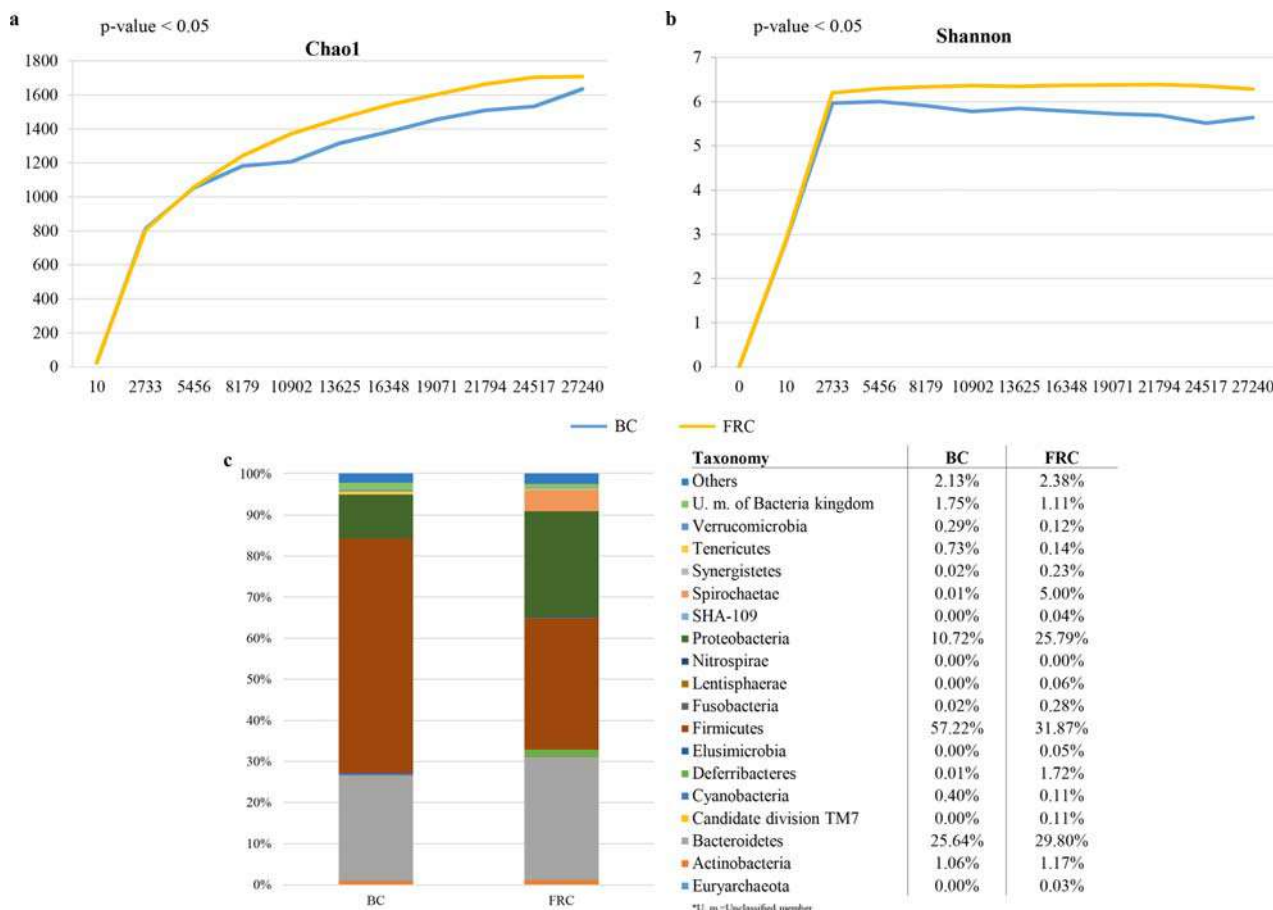 a
p-value < 0.05
Chao1
1800
1600
1400
1200
1000
800
600
400
200
0
10 2733 5456 8179 10902 13625 16348 19071 21794 24517 27240
b
p-value < 0.05
Shannon
7
6
5
4
3
2
1
0
0 10 2733 5456 8179 10902 13625 16348 19071 21794 24517 27240
BC FRC
c
100%
90%
80%
70%
60%
50%
40%
30%
20%
10%
0%
BC FRC
Taxonomy BC FRC
Others 2.13% 2.38%
U. m. of Bacteria kingdom 1.75% 1.11%
Verrucomicrobia 0.29% 0.12%
Tenericutes 0.73% 0.14%
Synergistetes 0.02% 0.23%
Spirochaetae 0.01% 5.00%
SHA-109 0.00% 0.04%
Proteobacteria 10.72% 25.79%
Nitrospirae 0.00% 0.00%
Lentisphaerae 0.00% 0.06%
Fusobacteria 0.02% 0.28%
Firmicutes 57.22% 31.87%
Elusimicrobia 0.00% 0.05%
Deferribacteres 0.01% 1.72%
Cyanobacteria 0.40% 0.11%
Candidate division TM7 0.00% 0.11%
Bacteroidetes 25.64% 29.80%
Actinobacteria 1.06% 1.17%
Euryarchaeota 0.00% 0.03%
*U. m.=Unclassified member